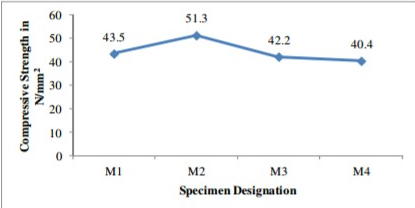 60
50
40
30
20
10
0
Compressive Strength in
N/mm²
43.5
51.3
42.2
40.4
M1
M2
M3
M4
Specimen Designation